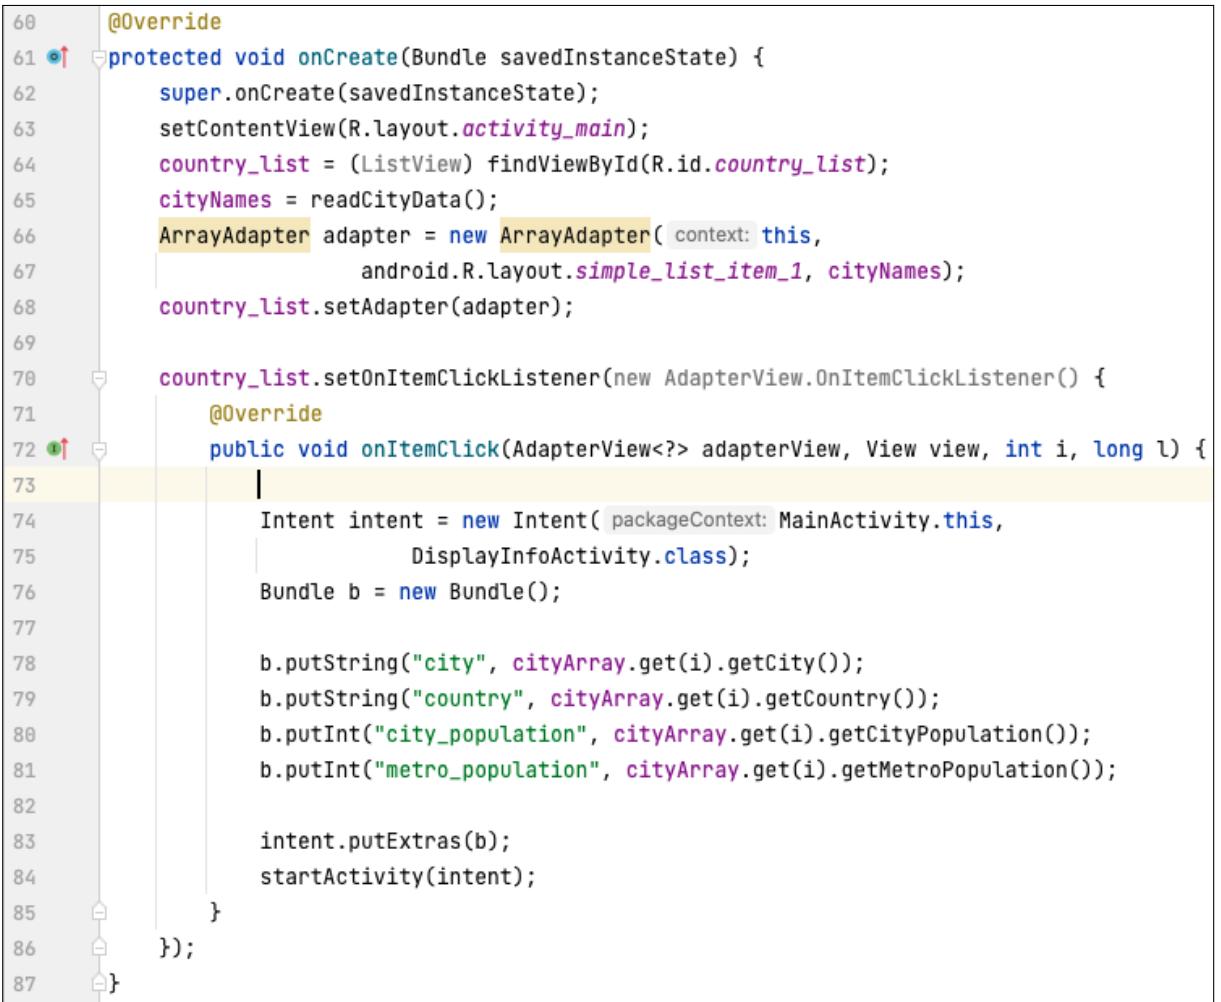 60 @Override
61 protected void onCreate(Bundle savedInstanceState) {
62 super.onCreate(savedInstanceState);
63 setContentView(R.layout.activity_main);
64 country_list = (ListView) findViewById(R.id.country_list);
65 cityNames = readCityData();
66 ArrayAdapter adapter = new ArrayAdapter( context: this,
67 android.R.layout.simple_list_item_1, cityNames);
68 country_list.setAdapter(adapter);
69
70 country_list.setOnItemClickListener(new AdapterView.OnItemClickListener() {
71 @Override
72 public void onItemClick(AdapterView<?> adapterView, View view, int i, long l) {
73
74 Intent intent = new Intent( packageContext: MainActivity.this,
75 DisplayInfoActivity.class);
76 Bundle b = new Bundle();
77
78 b.putString("city", cityArray.get(i).getCity());
79 b.putString("country", cityArray.get(i).getCountry());
80 b.putInt("city_population", cityArray.get(i).getCityPopulation());
81 b.putInt("metro_population", cityArray.get(i).getMetroPopulation());
82
83 intent.putExtras(b);
84 startActivity(intent);
85 }
86 });
87 }